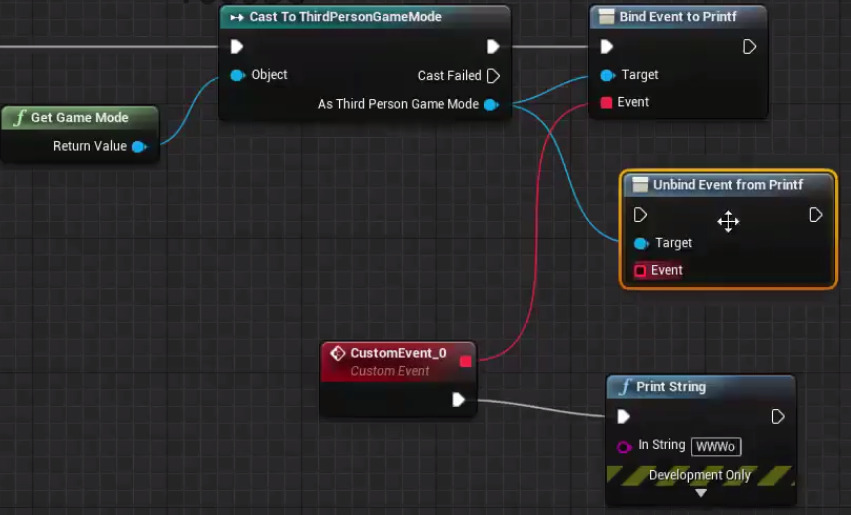 Cast To ThirdPersonGameMode
Object
Cast Failed
As Third Person Game Mode
Bind Event to Printf
Target
Event
f Get Game Mode
Return Value
Unbind Event from Printf
Target
Event
CustomEvent_0
Custom Event
f Print String
In String WWWo
Development Only